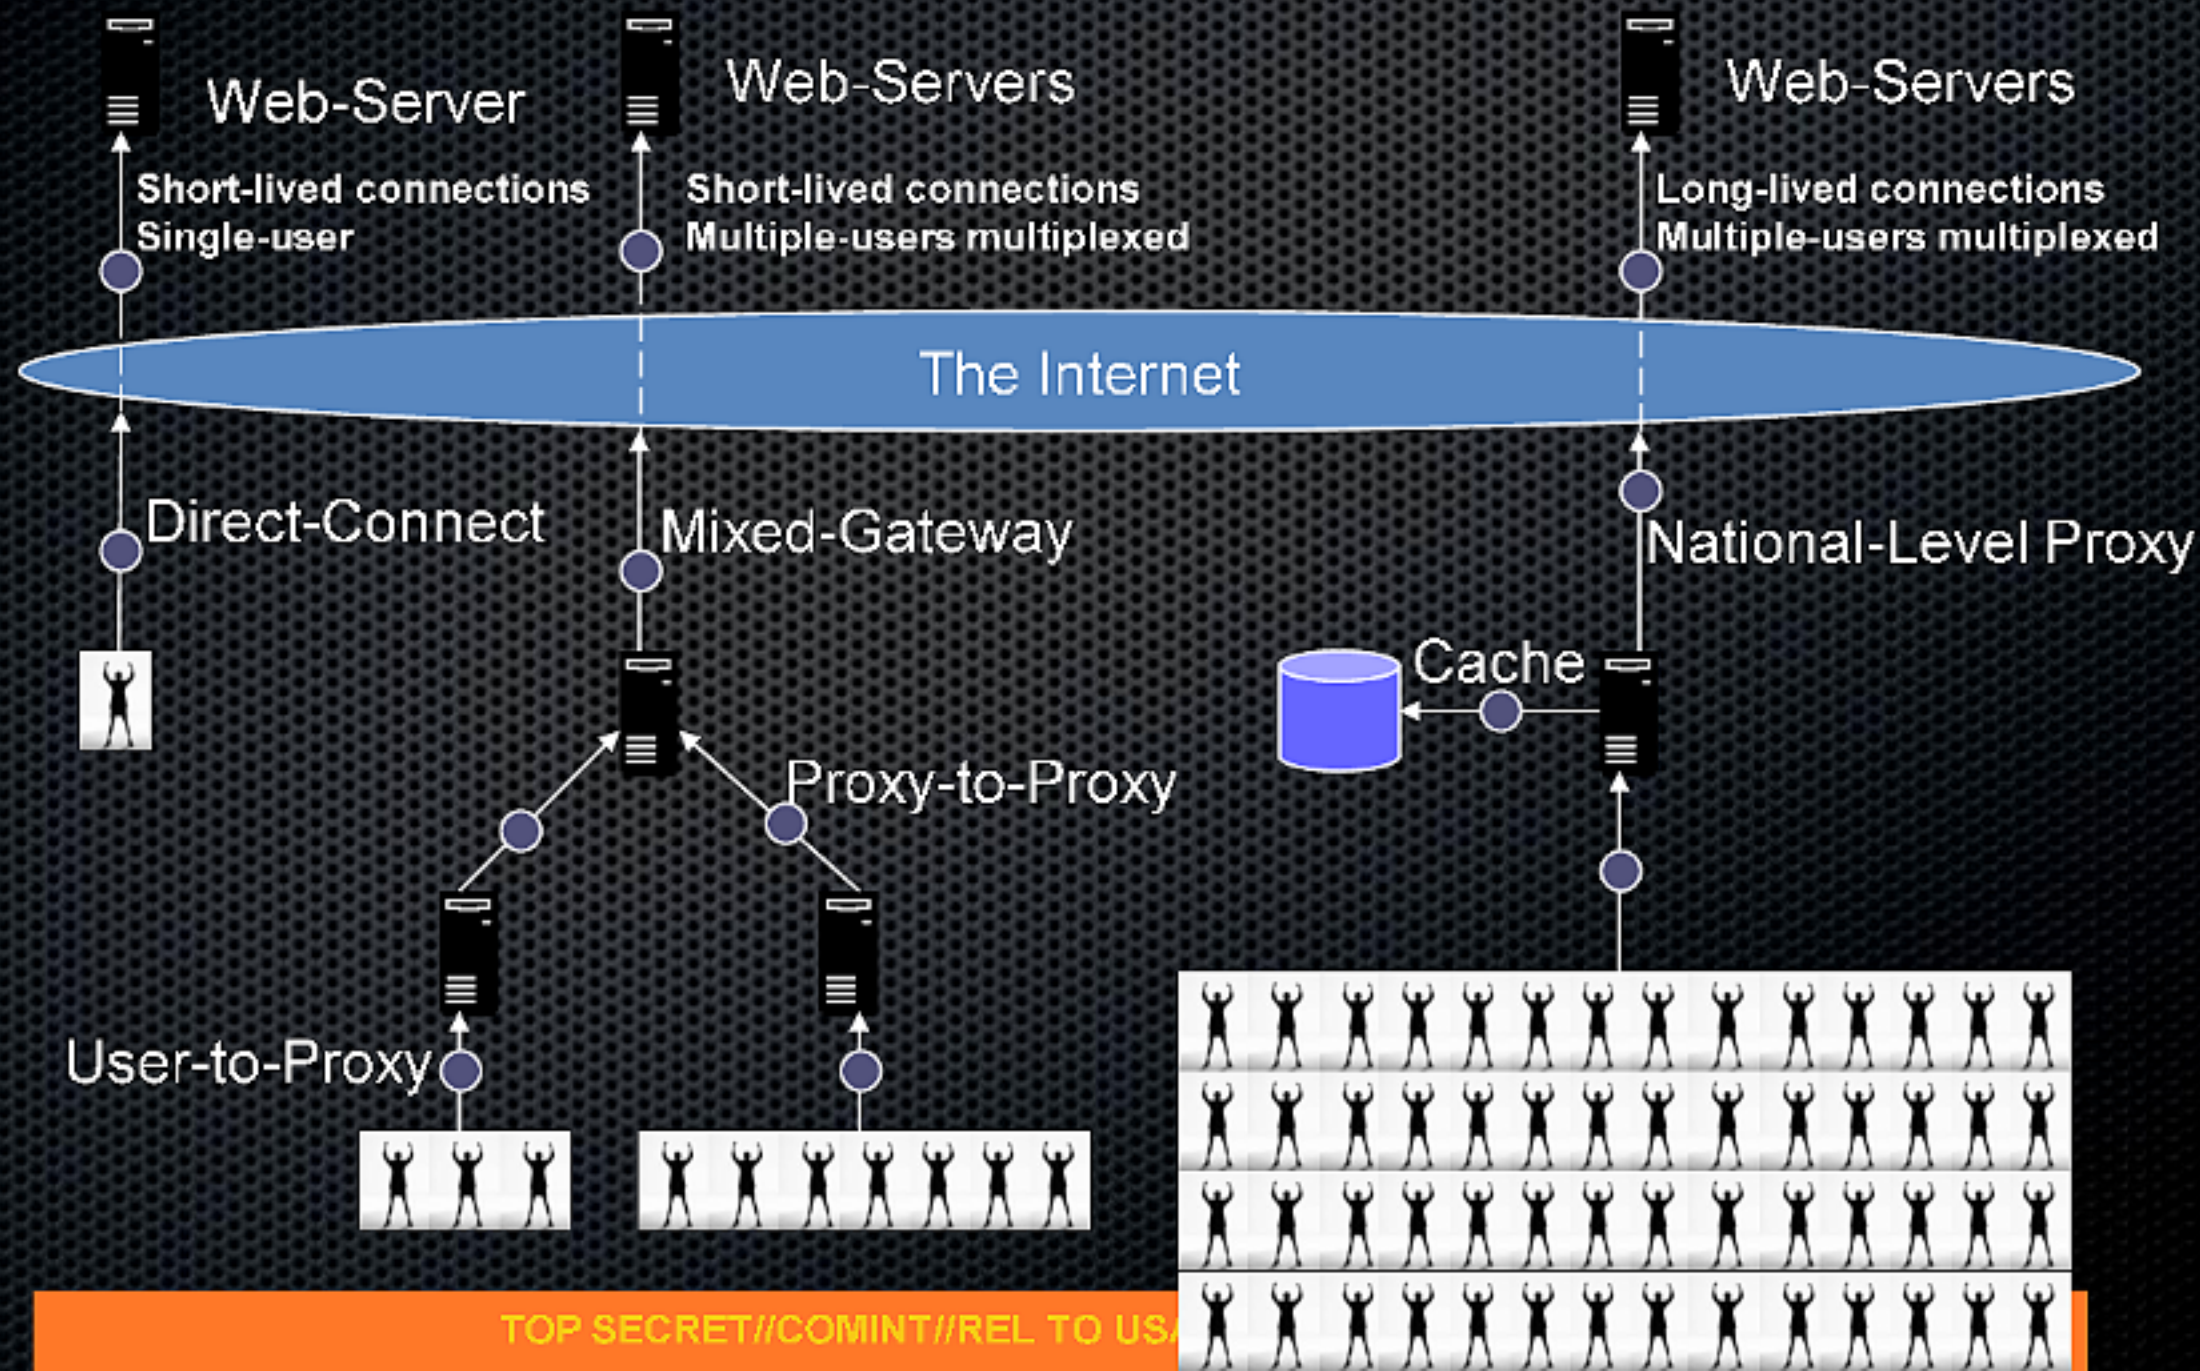 Web-Server
Web-Servers
Web-Servers
Short-lived connections
Single-user
Short-lived connections
Multiple-users multiplexed
Long-lived connections
Multiple-users multiplexed
The Internet
Direct-Connect
Mixed-Gateway
National-Level Proxy
Cache
Proxy-to-Proxy
User-to-Proxy
TOP SECRET//COMINT//REL TO USA